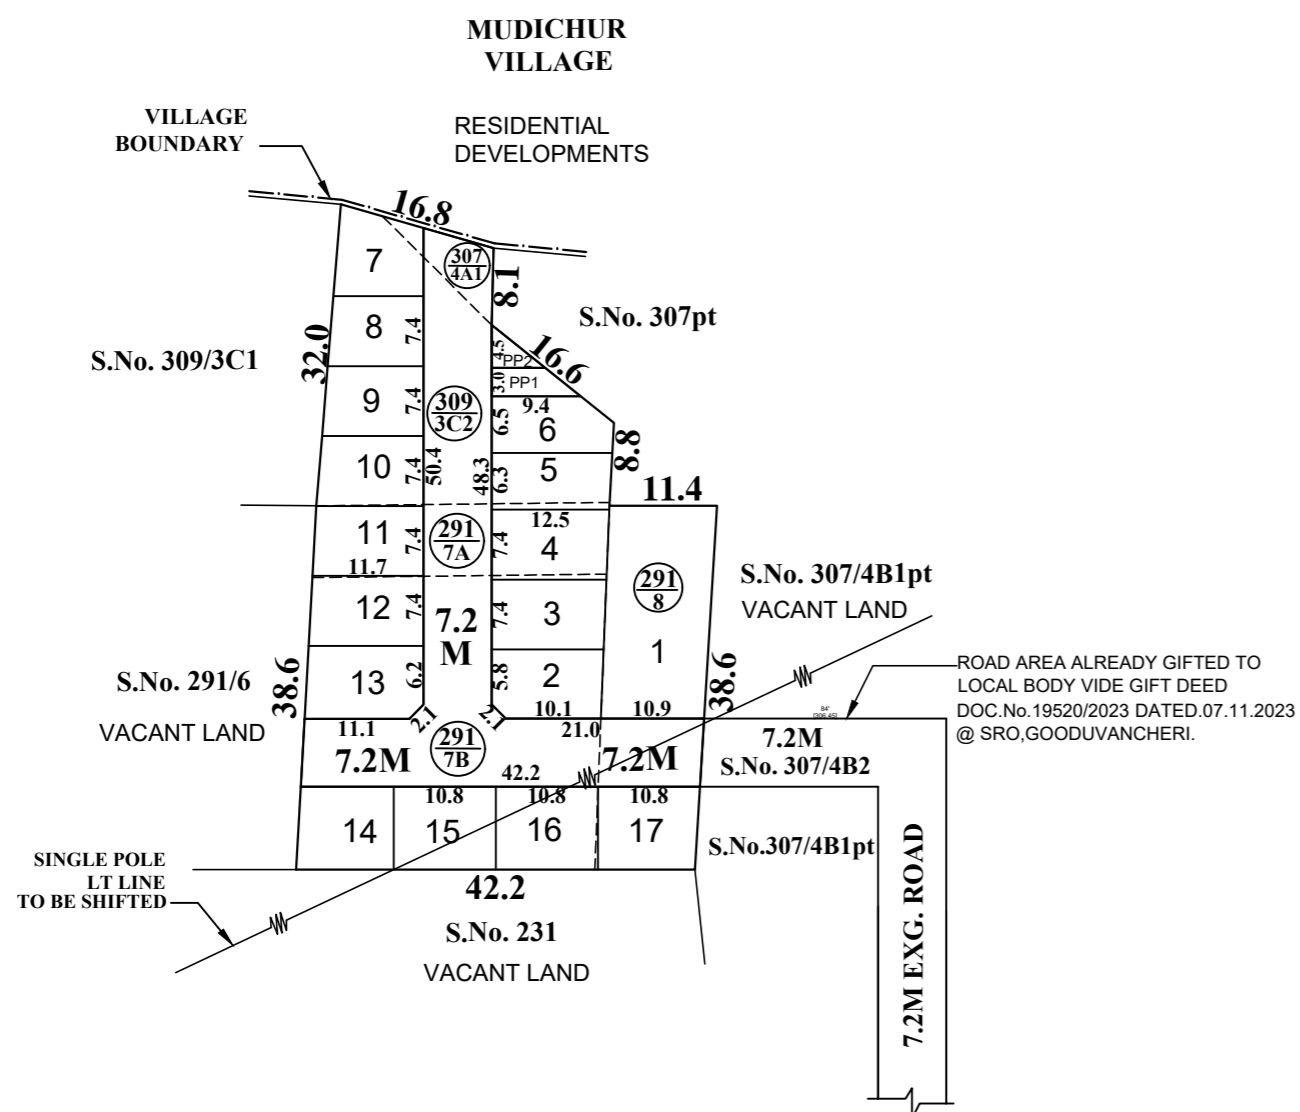 MUDICHUR
VILLAGE
VILLAGE
BOUNDARY
RESIDENTIAL
DEVELOPMENTS
16.8
7
307
4A1
8.1
S.No. 307pt
8
7.4
32.0
S.No. 309/3C1
4.5
PP2
16.6
3.0
PP1
9
7.4
309
3C2
9.4
6.5
6
8.8
10
7.4
50.4
48.3
6.3
5
11.4
11
7.4
291
7A
12.5
7.4
4
11.7
291
8
S.No. 307/4B1pt
VACANT LAND
12
7.4
7.2
M
7.4
3
1
13
6.2
5.8
2
38.6
S.No. 291/6
VACANT LAND
38.6
ROAD AREA ALREADY GIFTED TO
LOCAL BODY VIDE GIFT DEED
DOC.No.19520/2023 DATED.07.11.2023
@ SRO,GOODUVANCHERI.
84'
[306.45]
11.1
2.1
2.1
10.1
10.9
21.0
7.2M
291
7B
7.2M
7.2M
S.No. 307/4B2
42.2
10.8
10.8
10.8
14
15
16
17
S.No.307/4B1pt
SINGLE POLE
LT LINE
TO BE SHIFTED
42.2
S.No. 231
VACANT LAND
7.2M EXG. ROAD